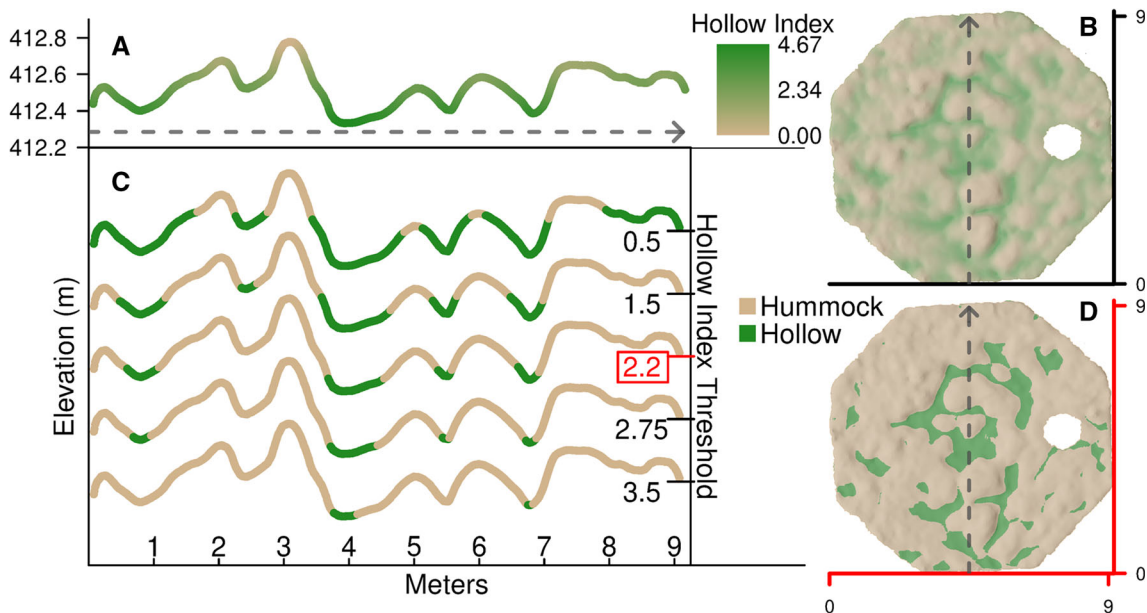 A
412.8
412.6
412.4
412.2
Hollow Index
4.67
2.34
0.00
B
9
0
C
0.5
1.5
2.2
2.75
3.5
Hollow Index Threshold
Elevation (m)
1 2 3 4 5 6 7 8 9
Meters
Hummock
Hollow
D
9
0
0 9